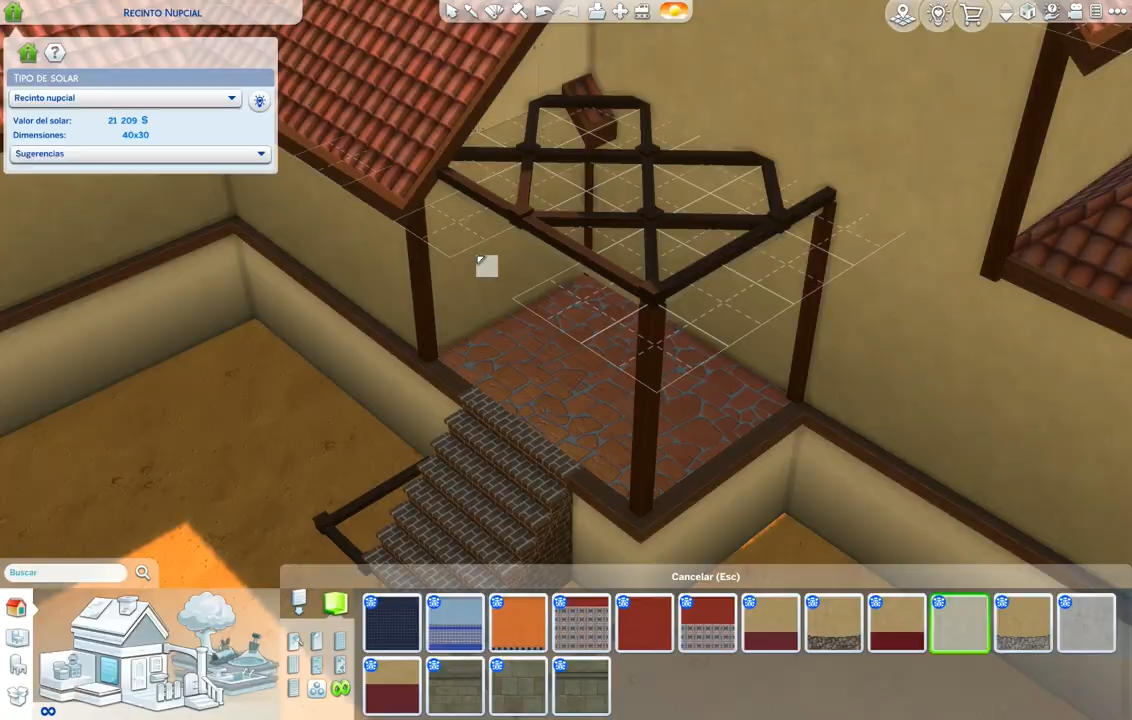 Recinto Nupcial
?
Tipo de solar
Recinto nupcial
Valor del solar: 21 209 S
Dimensiones: 40x30
Sugerencias
Buscar
Cancelar (Esc)